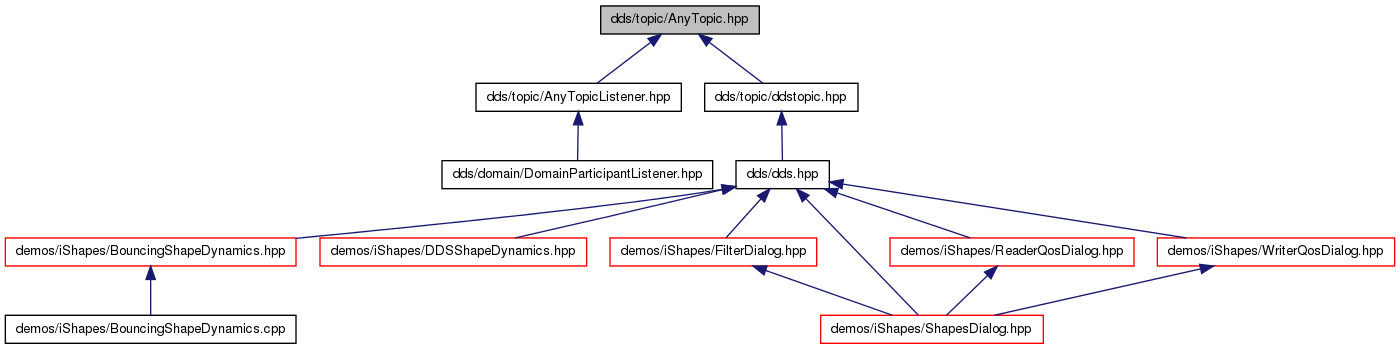 dds/topic/AnyTopic.hpp
dds/topic/AnyTopicListener.hpp
dds/topic/ddstopic.hpp
dds/domain/DomainParticipantListener.hpp
dds/dds.hpp
demos/iShapes/BouncingShapeDynamics.hpp
demos/iShapes/DDSShapeDynamics.hpp
demos/iShapes/FilterDialog.hpp
demos/iShapes/ReaderQosDialog.hpp
demos/iShapes/WriterQosDialog.hpp
demos/iShapes/BouncingShapeDynamics.cpp
demos/iShapes/ShapesDialog.hpp